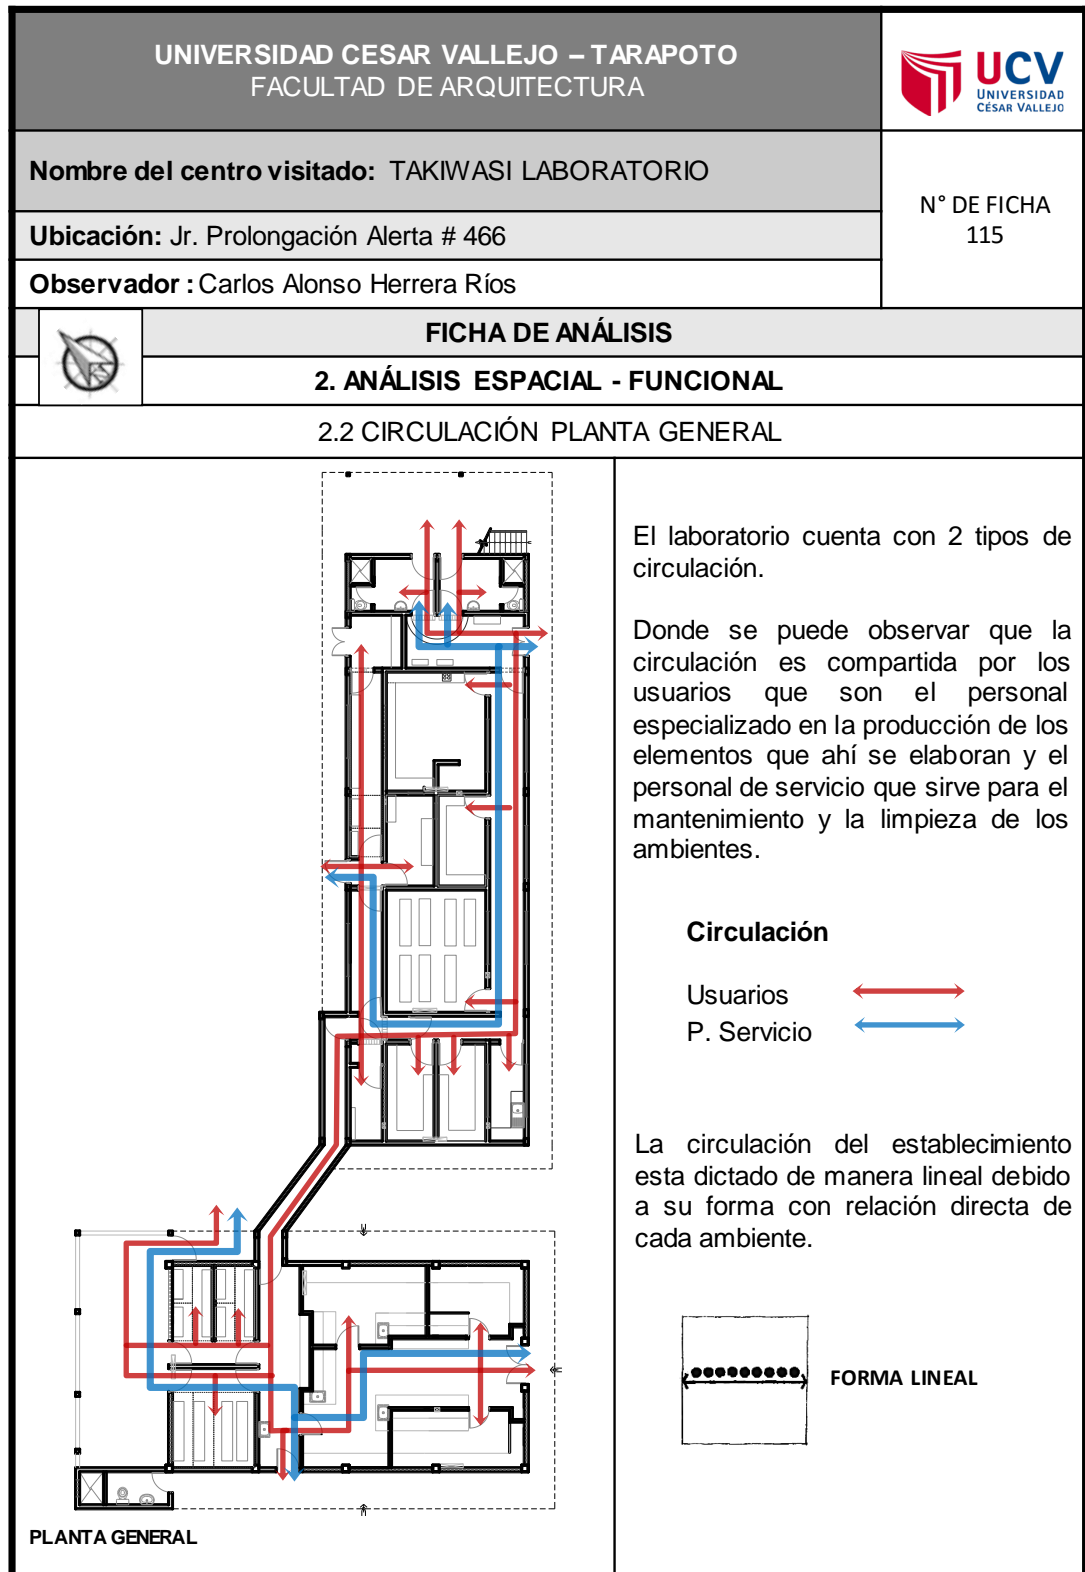 UNIVERSIDAD CESAR VALLEJO – TARAPOTO
FACULTAD DE ARQUITECTURA
UCV
UNIVERSIDAD
CÉSAR VALLEJO
Nombre del centro visitado: TAKIWASI LABORATORIO
N° DE FICHA
115
Ubicación: Jr. Prolongación Alerta # 466
Observador : Carlos Alonso Herrera Ríos
FICHA DE ANÁLISIS
2. ANÁLISIS ESPACIAL - FUNCIONAL
2.2 CIRCULACIÓN PLANTA GENERAL
El laboratorio cuenta con 2 tipos de
circulación.
Donde se puede observar que la
circulación es compartida por los
usuarios que son el personal
especializado en la producción de los
elementos que ahí se elaboran y el
personal de servicio que sirve para el
mantenimiento y la limpieza de los
ambientes.
Circulación
Usuarios
P. Servicio
La circulación del establecimiento
esta dictado de manera lineal debido
a su forma con relación directa de
cada ambiente.
FORMA LINEAL
PLANTA GENERAL